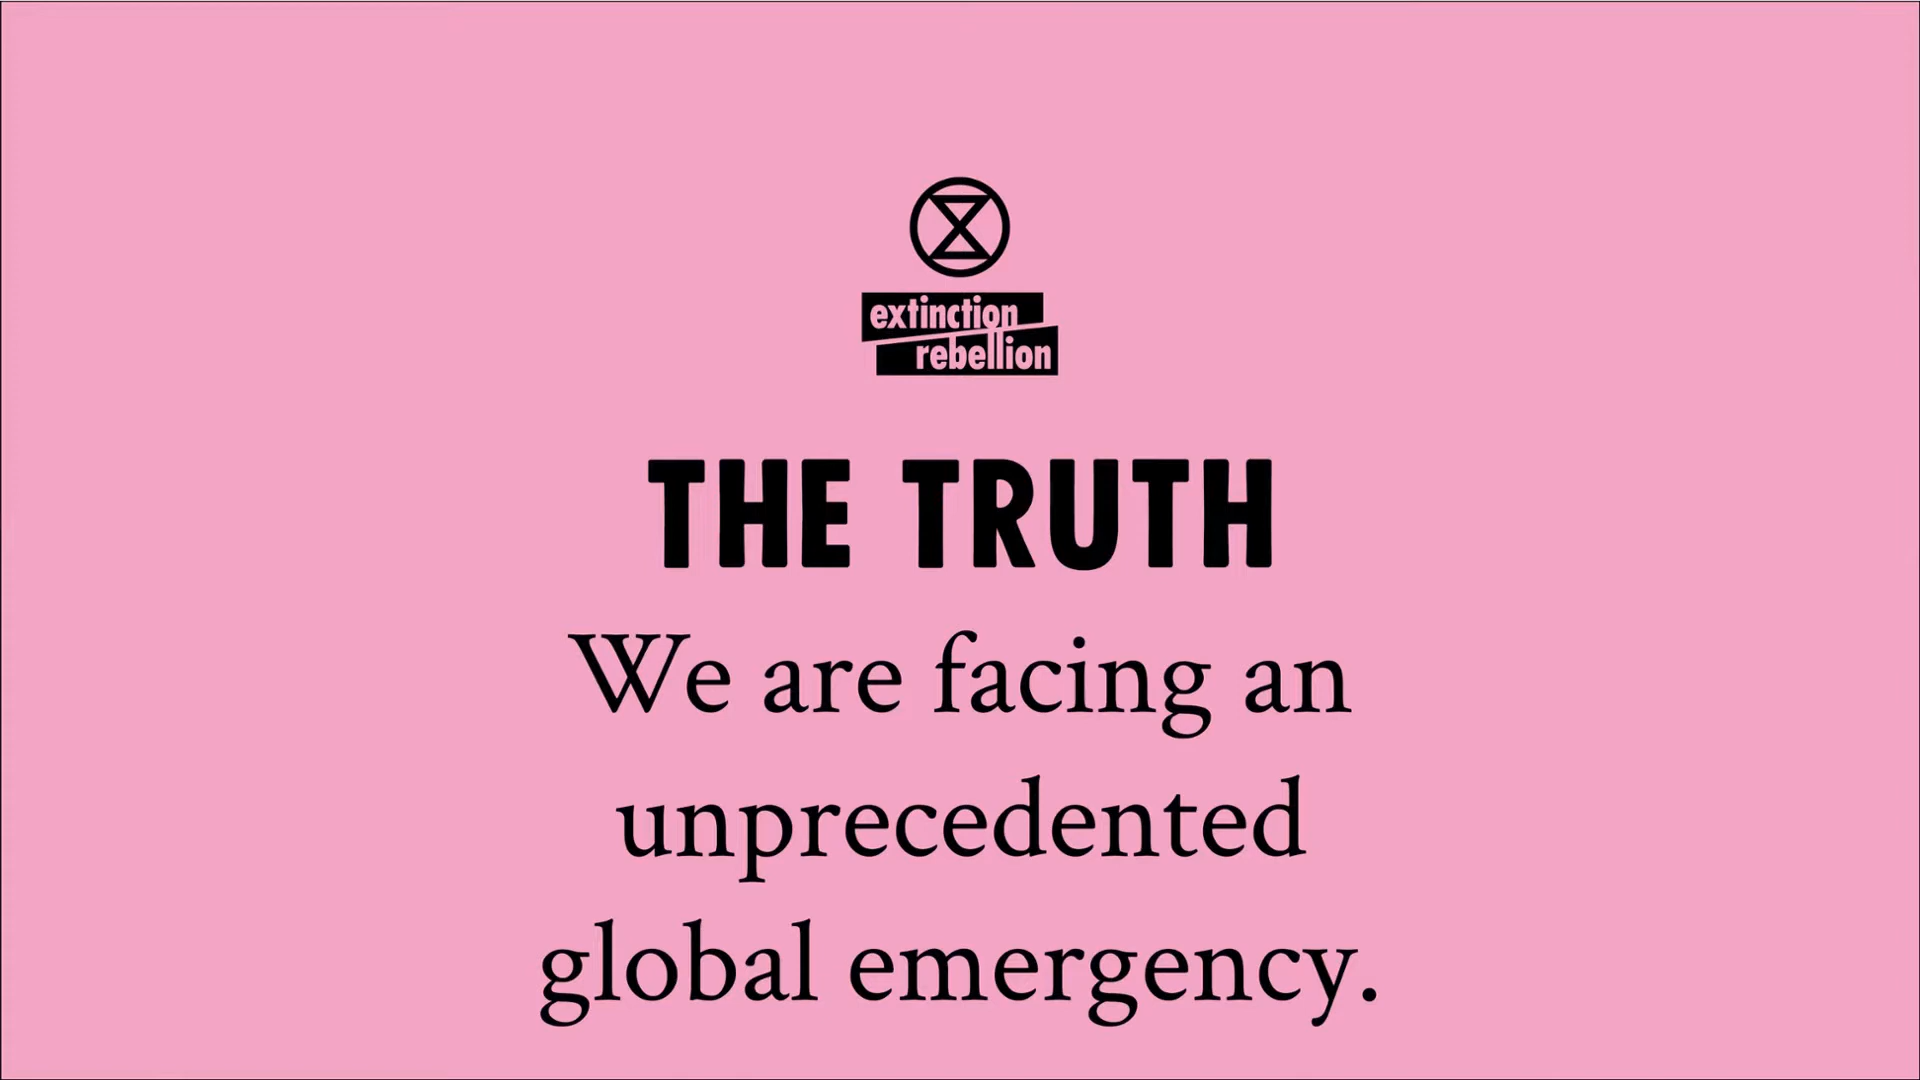 extinction
rebellion
THE TRUTH
We are facing an
unprecedented
global emergency.